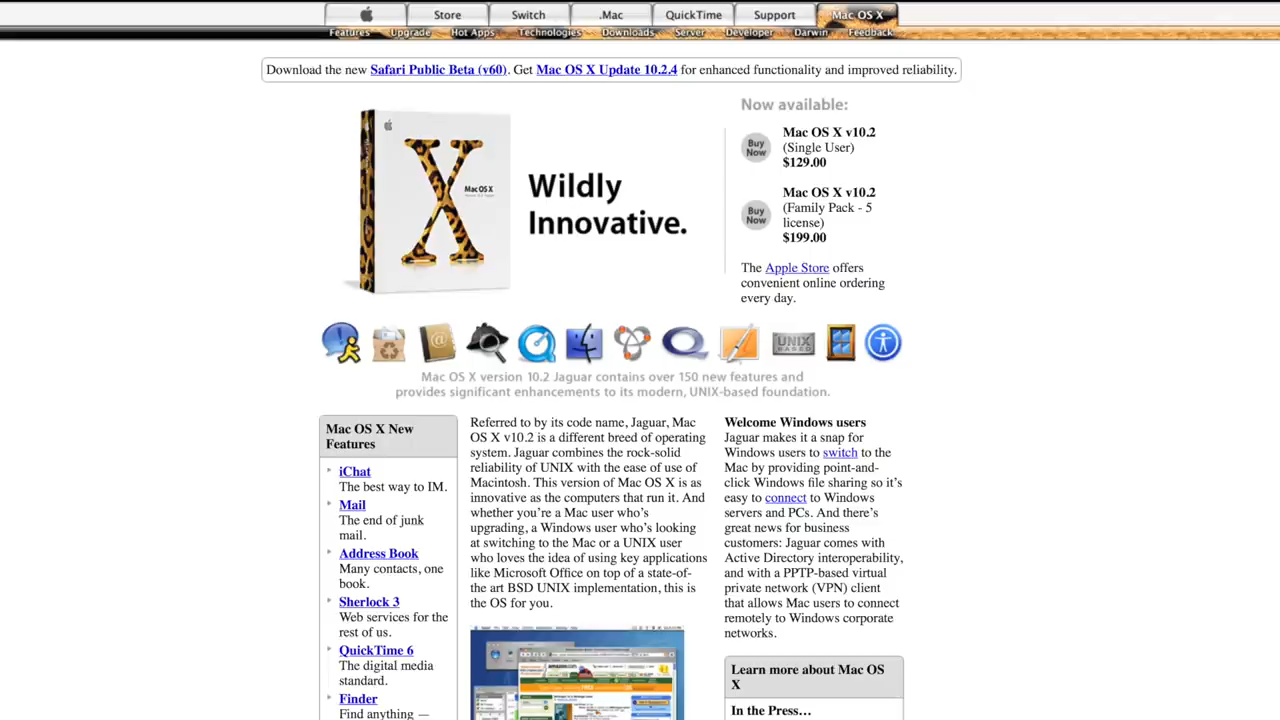 Store
Switch
.Mac
QuickTime
Support
Mac OS X
Features
Upgrade
Hot Apps
Technologies
Downloads
Server
Developer
Darwin
Feedback
Download the new Safari Public Beta (v60). Get Mac OS X Update 10.2.4 for enhanced functionality and improved reliability.
Mac OS X
Wildly
Innovative.
Now available:
Buy
Now
Mac OS X v10.2
(Single User)
$129.00
Buy
Now
Mac OS X v10.2
(Family Pack - 5
license)
$199.00
The Apple Store offers
convenient online ordering
every day.
UNIX
BASED
Mac OS X version 10.2 Jaguar contains over 150 new features and
provides significant enhancements to its modern, UNIX-based foundation.
Mac OS X New
Features
iChat
The best way to IM.
Mail
The end of junk
mail.
Address Book
Many contacts, one
book.
Sherlock 3
Web services for the
rest of us.
QuickTime 6
The digital media
standard.
Finder
Find anything —
Referred to by its code name, Jaguar, Mac
OS X v10.2 is a different breed of operating
system. Jaguar combines the rock-solid
reliability of UNIX with the ease of use of
Macintosh. This version of Mac OS X is as
innovative as the computers that run it. And
whether you’re a Mac user who’s
upgrading, a Windows user who’s looking
at switching to the Mac or a UNIX user
who loves the idea of using key applications
like Microsoft Office on top of a state-of-
the art BSD UNIX implementation, this is
the OS for you.
amazon.com
Welcome Windows users
Jaguar makes it a snap for
Windows users to switch to the
Mac by providing point-and-
click Windows file sharing so it’s
easy to connect to Windows
servers and PCs. And there’s
great news for business
customers: Jaguar comes with
Active Directory interoperability,
and with a PPTP-based virtual
private network (VPN) client
that allows Mac users to connect
remotely to Windows corporate
networks.
Learn more about Mac OS
X
In the Press…